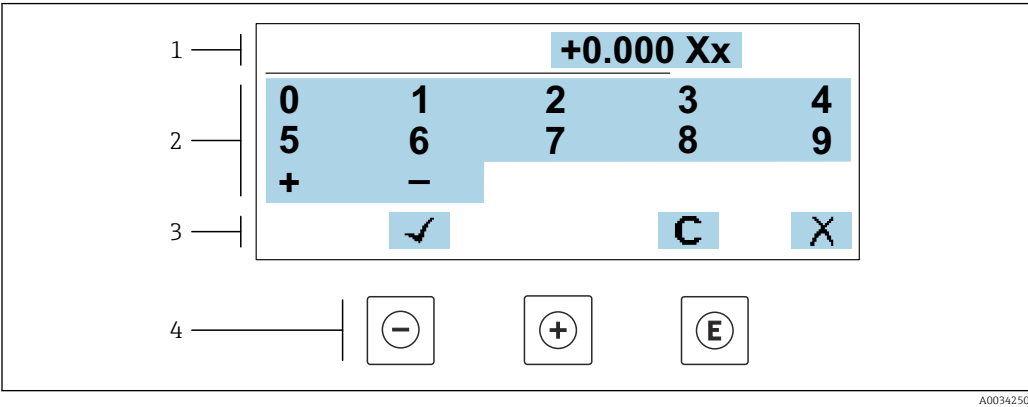 1 +0.000 Xx
2
0 1 2 3 4
5 6 7 8 9
+ −
3 ✓ C X
4 − + E
A0034250